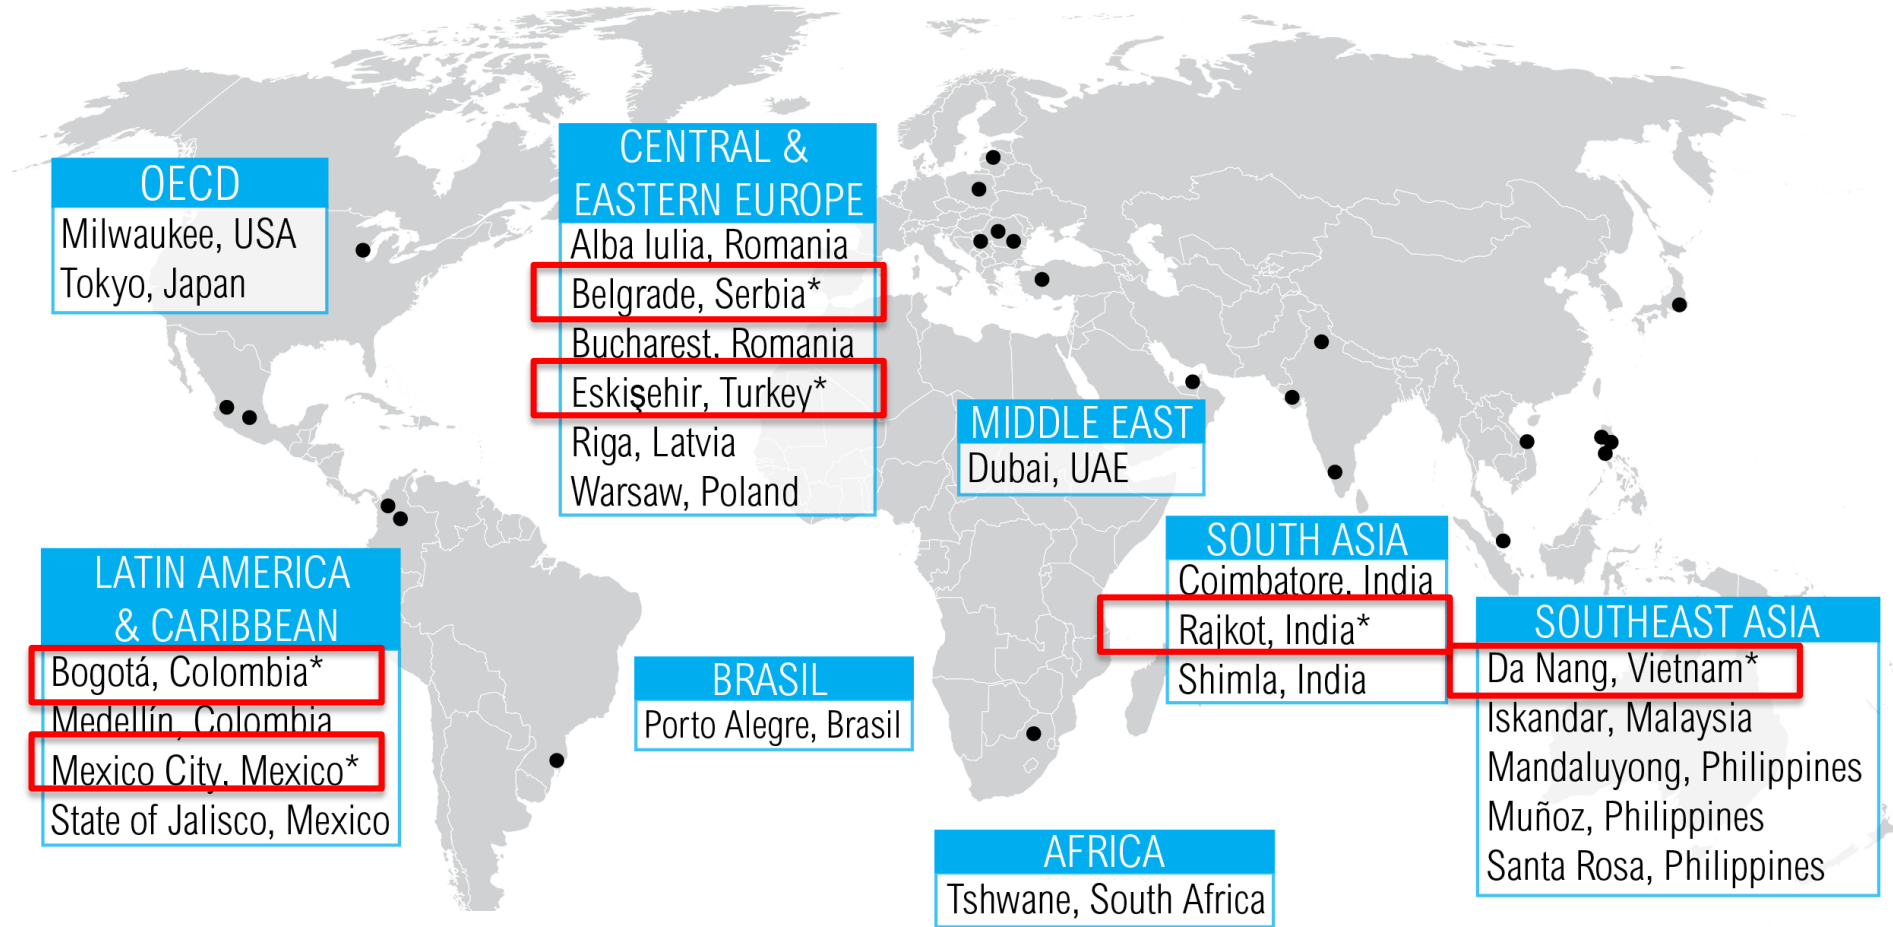 OECD
Milwaukee, USA
Tokyo, Japan
CENTRAL &
EASTERN EUROPE
Alba Iulia, Romania
Belgrade, Serbia*
Bucharest, Romania
Eskişehir, Turkey*
Riga, Latvia
Warsaw, Poland
MIDDLE EAST
Dubai, UAE
LATIN AMERICA
& CARIBBEAN
Bogotá, Colombia*
Medellín, Colombia
Mexico City, Mexico*
State of Jalisco, Mexico
BRASIL
Porto Alegre, Brasil
SOUTH ASIA
Coimbatore, India
Rajkot, India*
Shimla, India
SOUTHEAST ASIA
Da Nang, Vietnam*
Iskandar, Malaysia
Mandaluyong, Philippines
Muñoz, Philippines
Santa Rosa, Philippines
AFRICA
Tshwane, South Africa